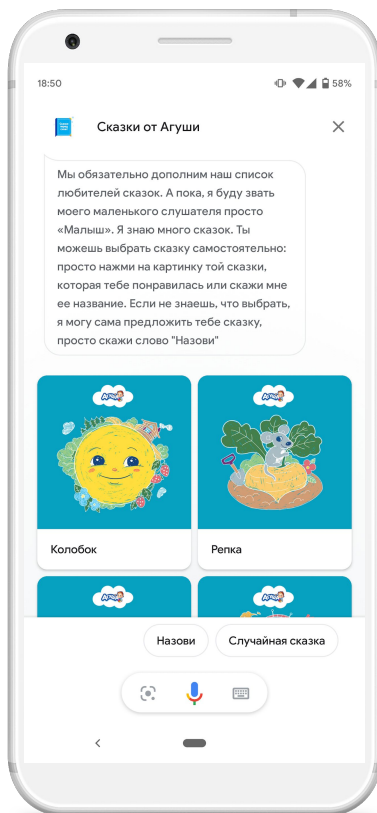 18:50
58%
Сказки от Агуши
Мы обязательно дополним наш список
любителей сказок. А пока, я буду звать
моего маленького слушателя просто
«Малыш». Я знаю много сказок. Ты
можешь выбрать сказку самостоятельно:
просто нажми на картинку той сказки,
которая тебе понравилась или скажи мне
ее название. Если не знаешь, что выбрать,
я могу сама предложить тебе сказку,
просто скажи слово "Назови"
Агуша
Агуша
Колобок
Репка
Агуша
Агуша
Назови
Случайная сказка